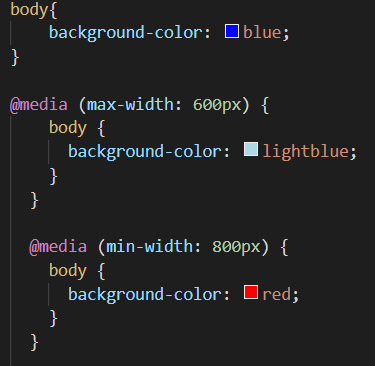 body{
    background-color: blue;
}

@media (max-width: 600px) {
    body {
      background-color: lightblue;
    }
  }

  @media (min-width: 800px) {
    body {
      background-color: red;
    }
  }